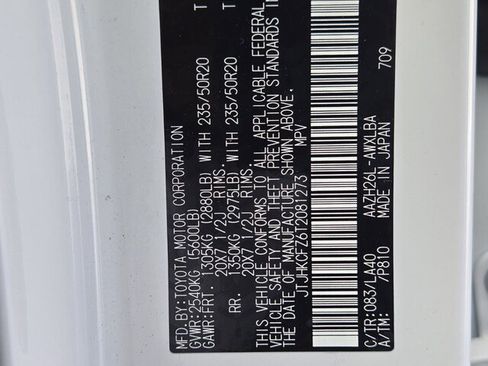 MFD.BY:TOYOTA MOTOR CORPORATION
GVWR:2540KG (5600LB)
GAWR:FRT. 1305KG (2880LB) WITH 235/50R20 T
20X7 1/2J RIMS.
RR. 1350KG (2975LB) WITH 235/50R20 T
20X7 1/2J RIMS.
THIS VEHICLE CONFORMS TO ALL APPLICABLE FEDERAL
VEHICLE SAFETY AND THEFT PREVENTION STANDARDS IN
THE DATE OF MANUFACTURE SHOWN ABOVE.
JTJHKCFZ6T2081273 MPV
C/TR:083/LA40 AAZH26L-AWXLBA
A/TM: /P810 MADE IN JAPAN 709